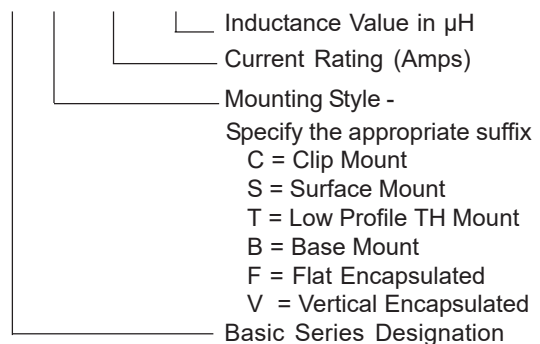 Inductance Value in µH
Current Rating (Amps)
Mounting Style -
Specify the appropriate suffix
C = Clip Mount
S = Surface Mount
T = Low Profile TH Mount
B = Base Mount
F = Flat Encapsulated
V = Vertical Encapsulated
Basic Series Designation